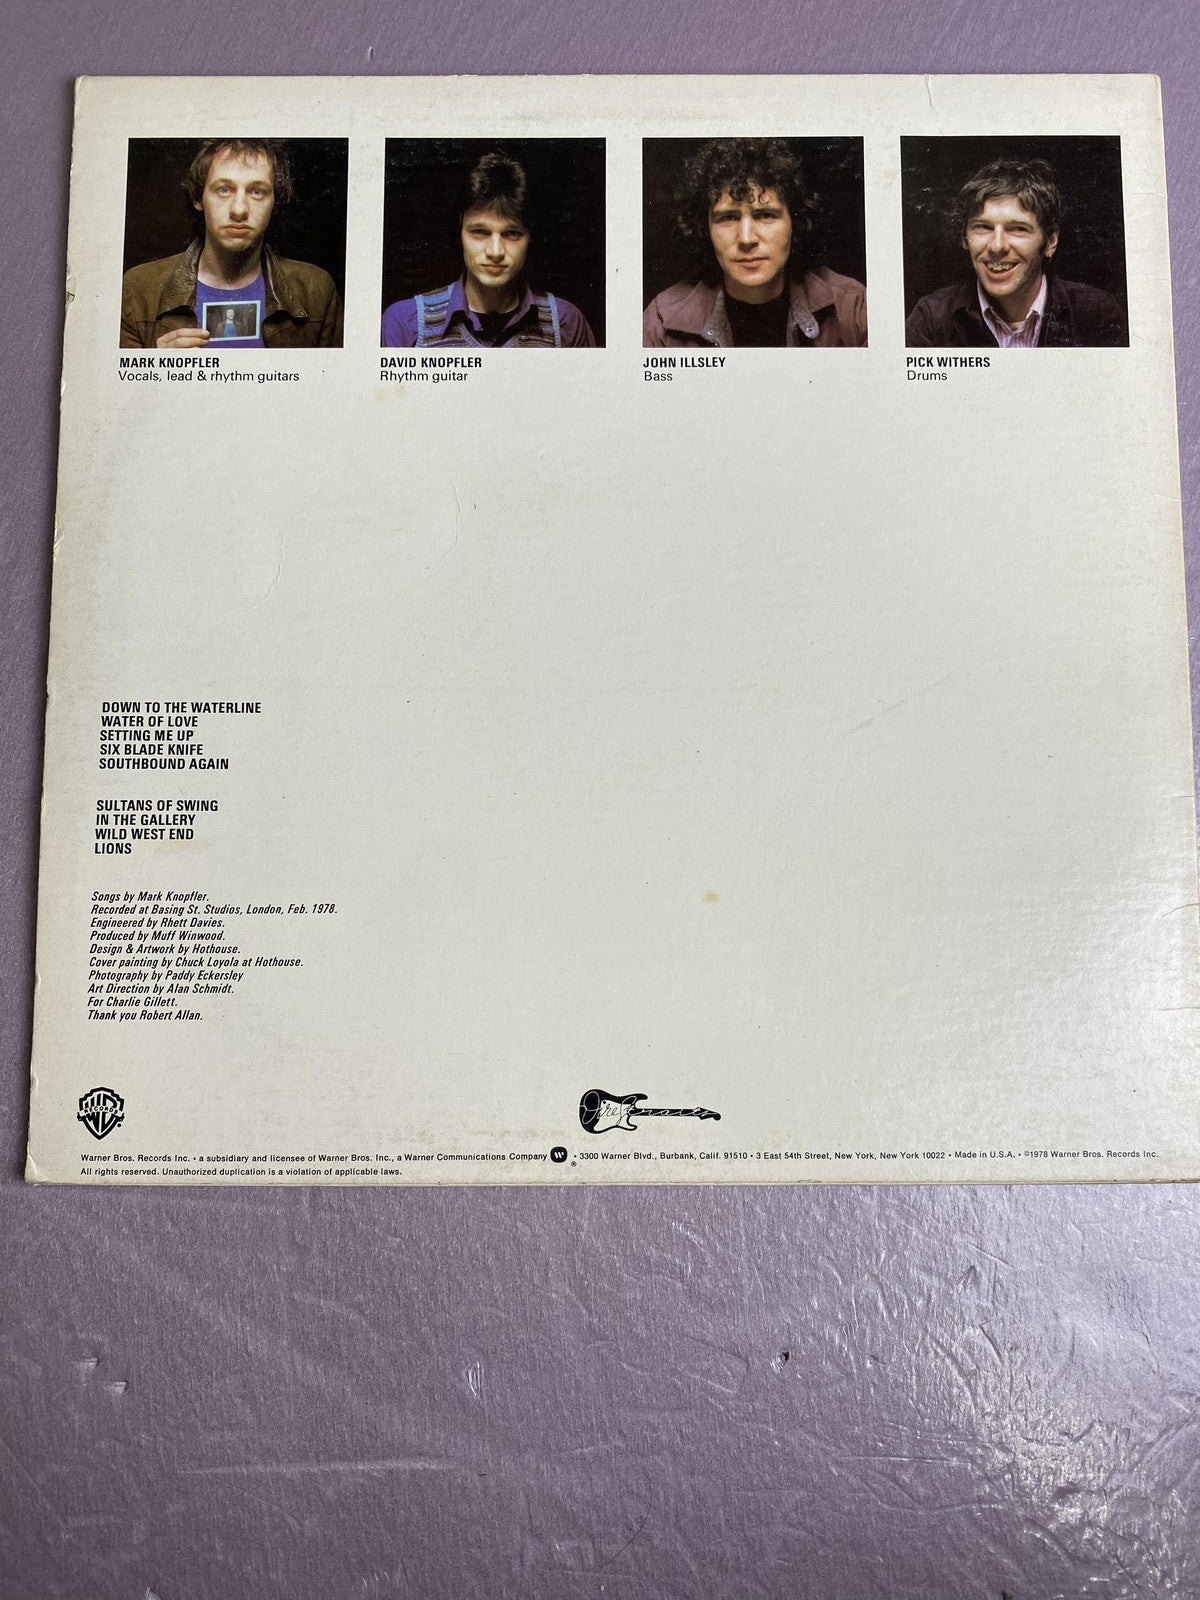 MARK KNOPFLER
Vocals, lead & rhythm guitars
DAVID KNOPFLER
Rhythm guitar
JOHN ILLSLEY
Bass
PICK WITHERS
Drums
DOWN TO THE WATERLINE
WATER OF LOVE
SETTING ME UP
SIX BLADE KNIFE
SOUTHBOUND AGAIN
SULTANS OF SWING
IN THE GALLERY
WILD WEST END
LIONS
Songs by Mark Knopfler.
Recorded at Basing St. Studios, London, Feb. 1978.
Engineered by Rhett Davies.
Produced by Muff Winwood.
Design & Artwork by Hothouse.
Cover painting by Chuck Loyola at Hothouse.
Photography by Paddy Eckersley
Art Direction by Alan Schmidt.
For Charlie Gillett.
Thank you Robert Allan.
WB RECORDS ®
Dire Straits
Warner Bros. Records Inc. • a subsidiary and licensee of Warner Bros. Inc., a Warner Communications Company W ® • 3300 Warner Blvd., Burbank, Calif. 91510 • 3 East 54th Street, New York, New York 10022 • Made in U.S.A. • ©1978 Warner Bros. Records Inc.
All rights reserved. Unauthorized duplication is a violation of applicable laws.